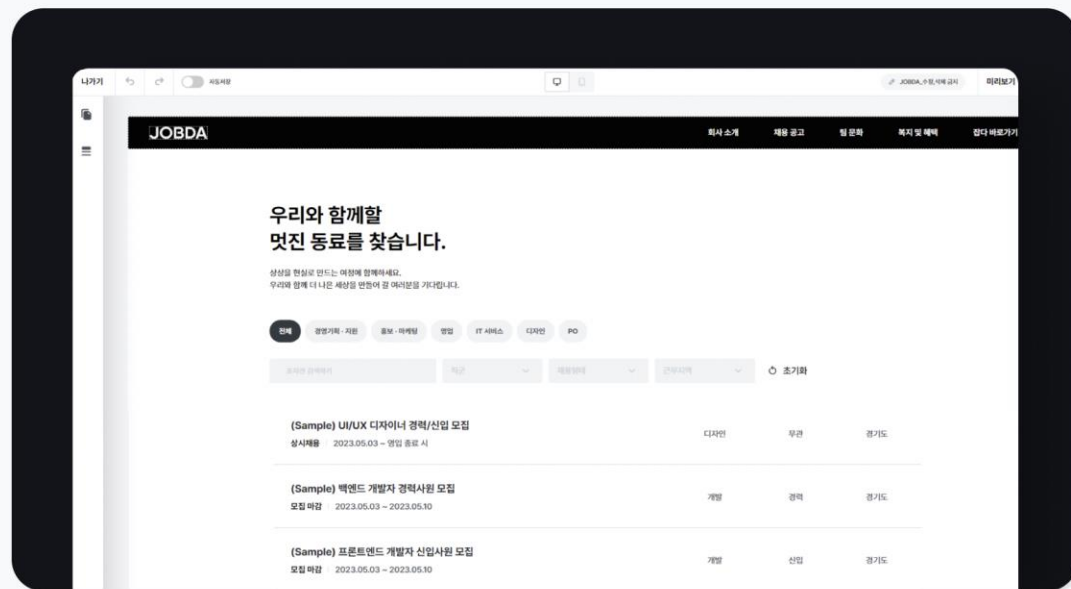 나가기
자동저장
JOBDA_수정,삭제 금지
미리보기
JOBDA
회사 소개
채용 공고
팀 문화
복지 및 혜택
잡다 바로가기
우리와 함께할
멋진 동료를 찾습니다.
상상을 현실로 만드는 여정에 함께하세요.
우리와 함께 더 나은 세상을 만들어 갈 여러분을 기다립니다.
전체
경영기획 · 지원
홍보 · 마케팅
영업
IT 서비스
디자인
PO
직군
채용형태
근무지역
초기화
(Sample) UI/UX 디자이너 경력/신입 모집
디자인
무관
경기도
상시채용 2023.05.03 ~ 영입 종료 시
(Sample) 백엔드 개발자 경력사원 모집
개발
경력
경기도
모집 마감 2023.05.03 ~ 2023.05.10
(Sample) 프론트엔드 개발자 신입사원 모집
개발
신입
경기도
모집 마감 2023.05.03 ~ 2023.05.10